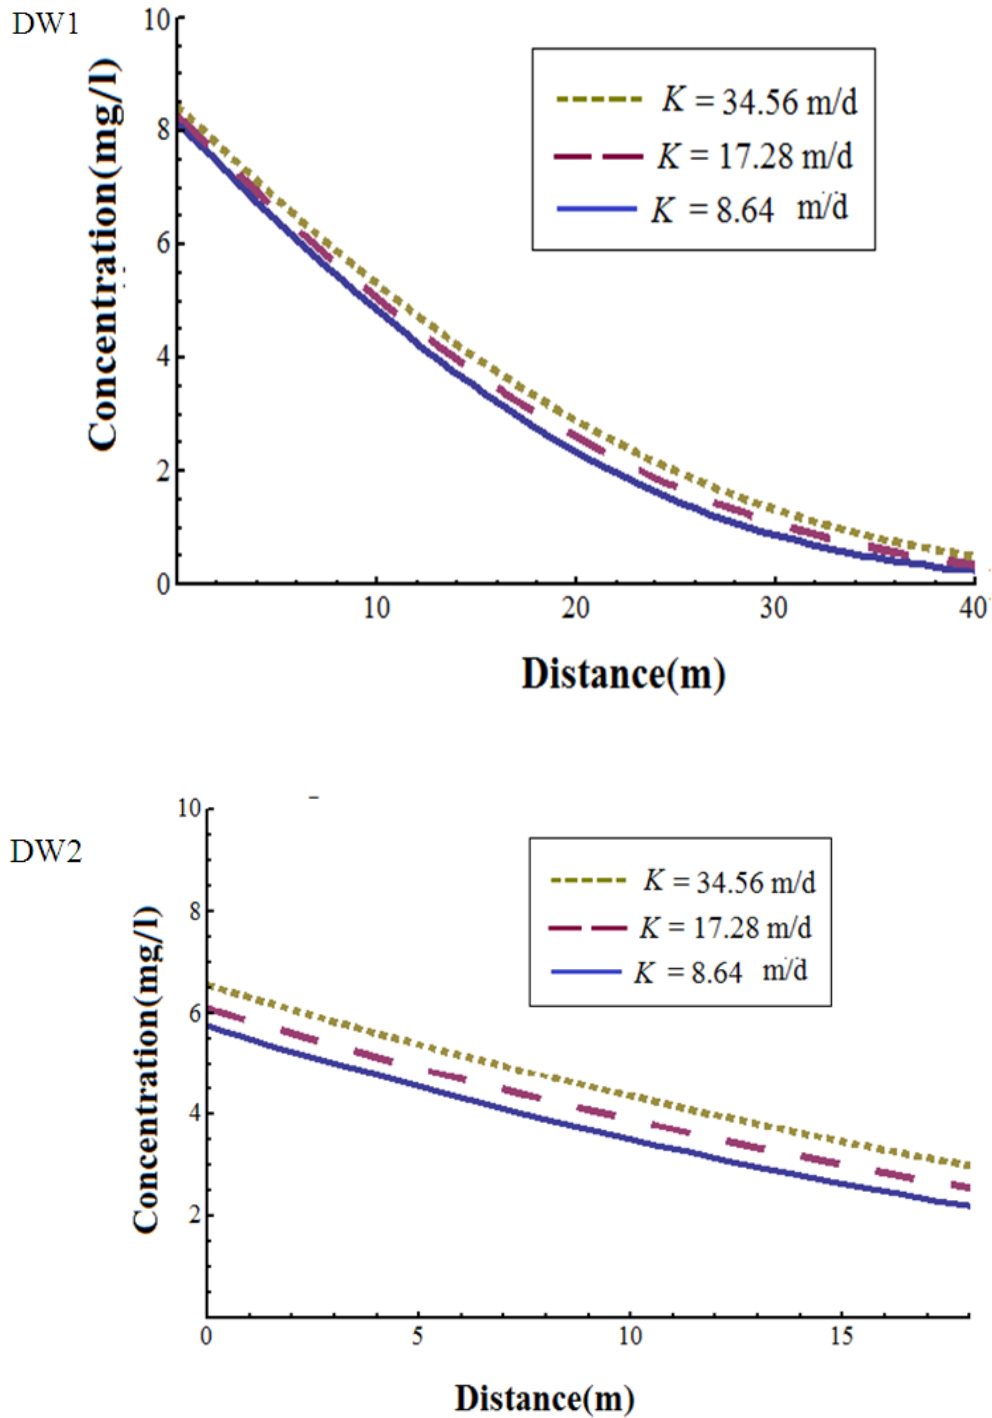 DW1
10
8
6
4
2
0
Concentration(mg/l)
K = 34.56 m/d
K = 17.28 m/d
K = 8.64 m/d
10 20 30 40
Distance(m)
DW2
10
8
6
4
2
Concentration(mg/l)
K = 34.56 m/d
K = 17.28 m/d
K = 8.64 m/d
0 5 10 15
Distance(m)